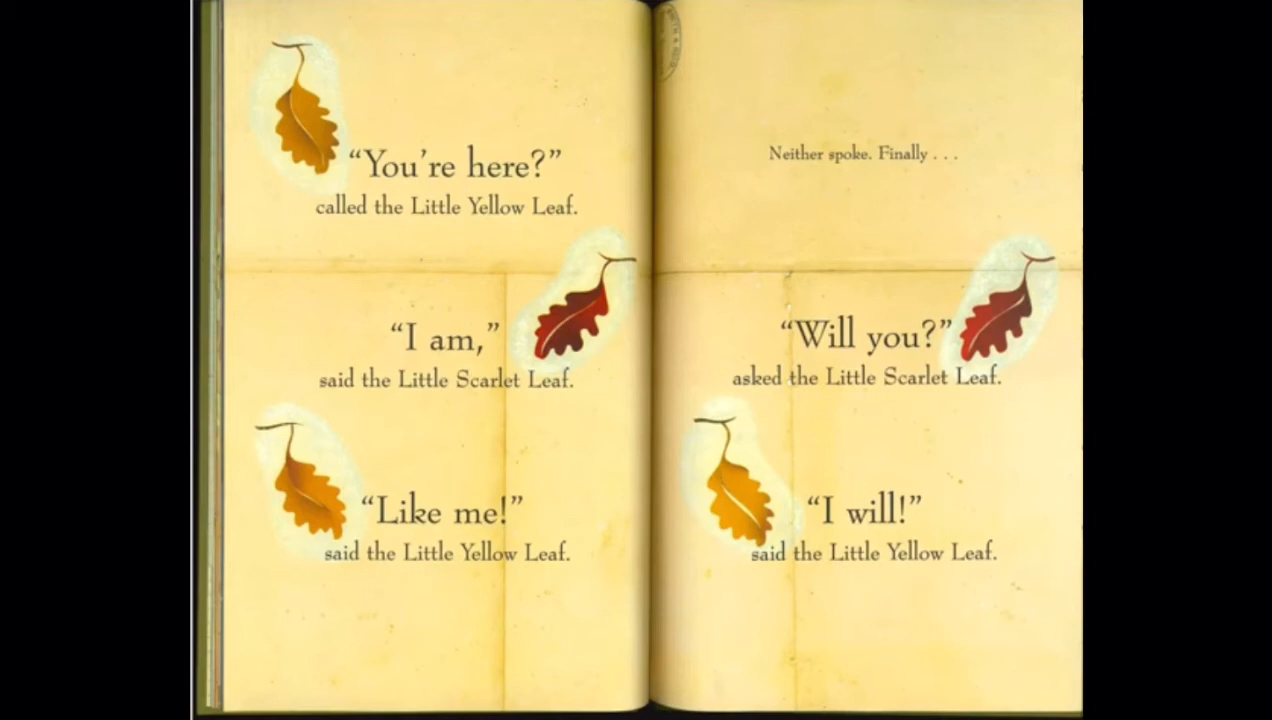 “You’re here?”
called the Little Yellow Leaf.
“I am,”
said the Little Scarlet Leaf.
“Like me!”
said the Little Yellow Leaf.
Neither spoke. Finally . . .
“Will you?”
asked the Little Scarlet Leaf.
“I will!”
said the Little Yellow Leaf.